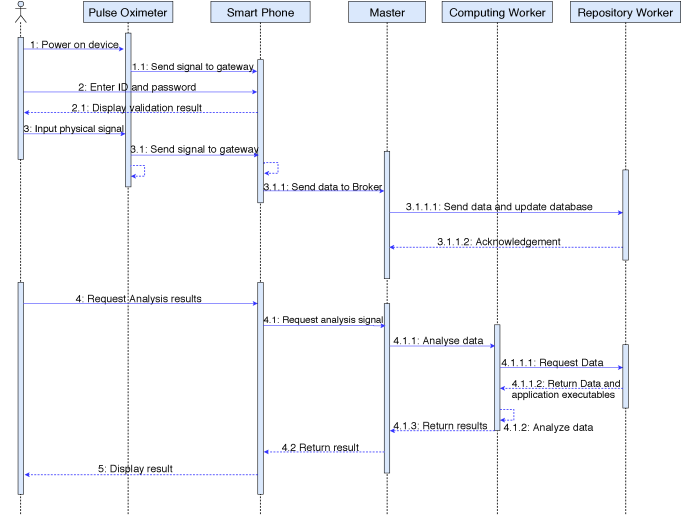 Pulse Oximeter
Smart Phone
Master
Computing Worker
Repository Worker
1: Power on device
1.1: Send signal to gateway
2: Enter ID and password
2.1: Display validation result
3: Input physical signal
3.1: Send signal to gateway
3.1.1: Send data to Broker
3.1.1.1: Send data and update database
3.1.1.2: Acknowledgement
4: Request Analysis results
4.1: Request analysis signal
4.1.1: Analyse data
4.1.1.1: Request Data
4.1.1.2: Return Data and
application executables
4.1.3: Return results
4.1.2: Analyze data
4.2 Return result
5: Display result